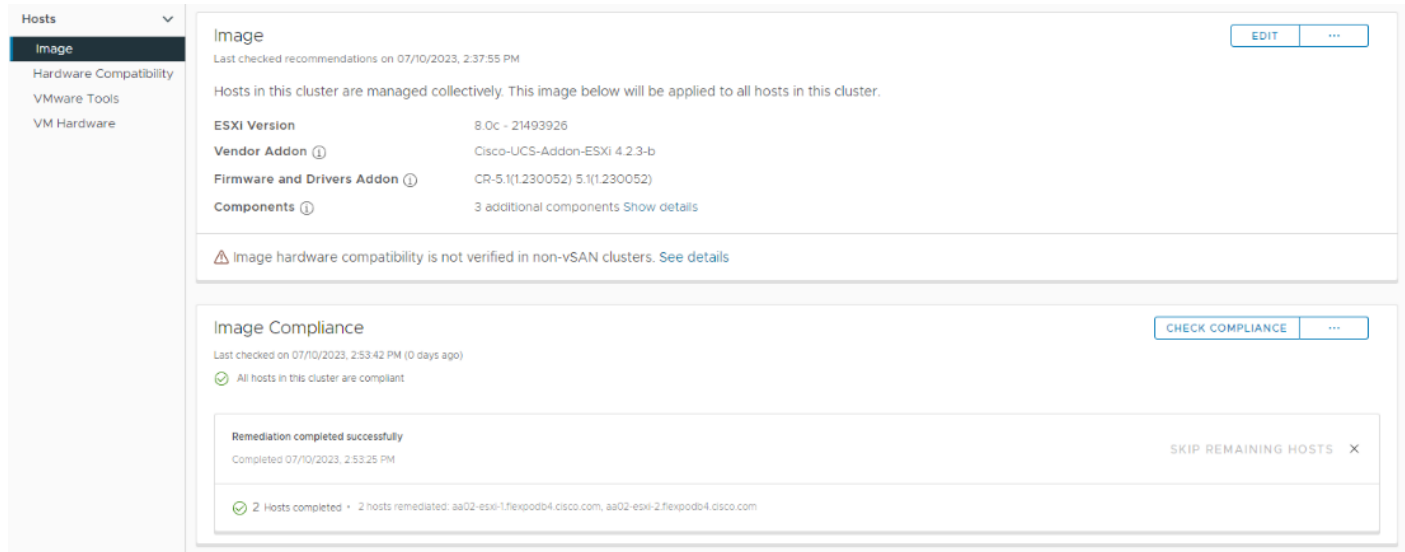 Hosts
Image
Hardware Compatibility
VMware Tools
VM Hardware
Image
EDIT
...
Last checked recommendations on 07/10/2023, 2:37:55 PM
Hosts in this cluster are managed collectively. This image below will be applied to all hosts in this cluster.
ESXi Version 8.0c - 21493926
Vendor Addon Cisco-UCS-Addon-ESXi 4.2.3-b
Firmware and Drivers Addon CR-5.1(1.230052) 5.1(1.230052)
Components 3 additional components Show details
Image hardware compatibility is not verified in non-vSAN clusters. See details
Image Compliance
CHECK COMPLIANCE
...
Last checked on 07/10/2023, 2:53:42 PM (0 days ago)
All hosts in this cluster are compliant
Remediation completed successfully
Completed 07/10/2023, 2:53:25 PM
SKIP REMAINING HOSTS
2 Hosts completed • 2 hosts remediated: aa02-esxi-1.flexpodb4.cisco.com, aa02-esxi-2.flexpodb4.cisco.com